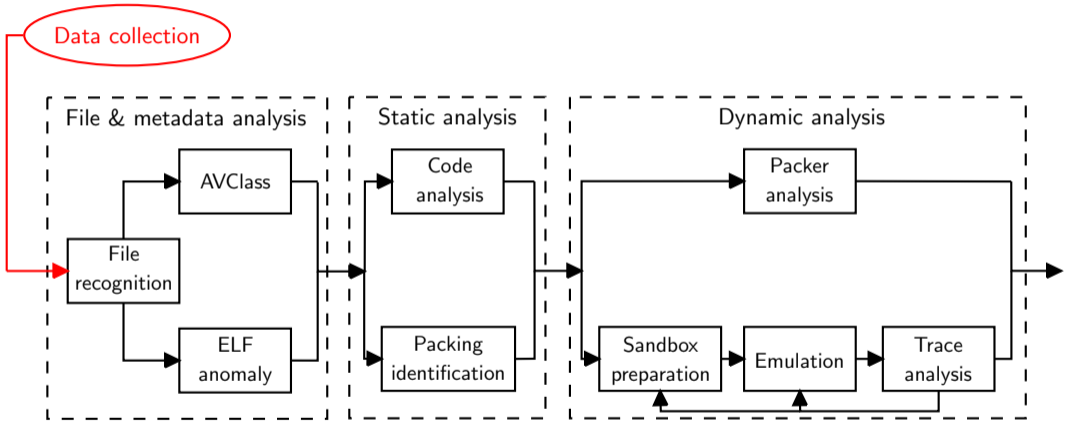 Data collection
File & metadata analysis
AVClass
File
recognition
ELF
anomaly
Static analysis
Code
analysis
Packing
identification
Dynamic analysis
Packer
analysis
Sandbox
preparation
Emulation
Trace
analysis